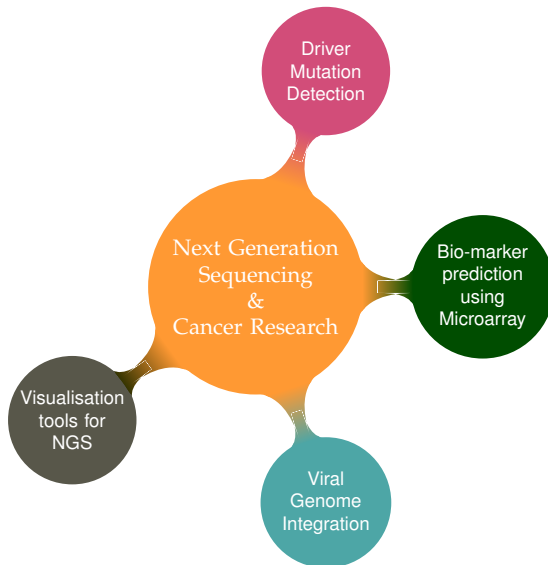 Driver
Mutation
Detection
Next Generation
Sequencing
&
Cancer Research
Bio-marker
prediction
using
Microarray
Visualisation
tools for
NGS
Viral
Genome
Integration